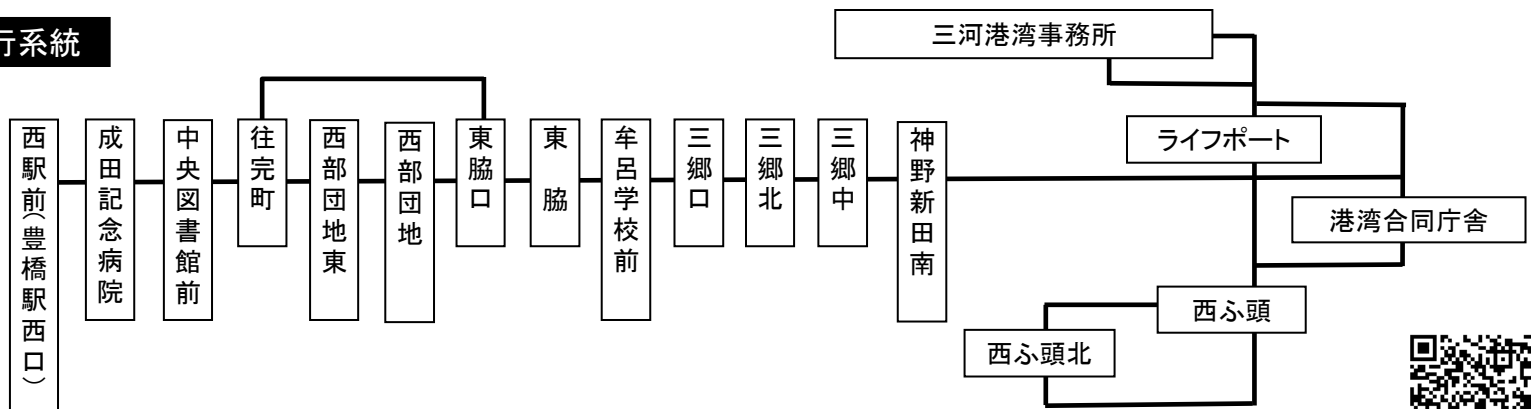 行系統
三河港湾事務所
西駅前(豊橋駅西口)
成田記念病院
中央図書館前
往完町
西部団地東
西部団地
東脇口
東脇
牟呂学校前
三郷口
三郷北
三郷中
神野新田南
ライフポート
港湾合同庁舎
西ふ頭
西ふ頭北